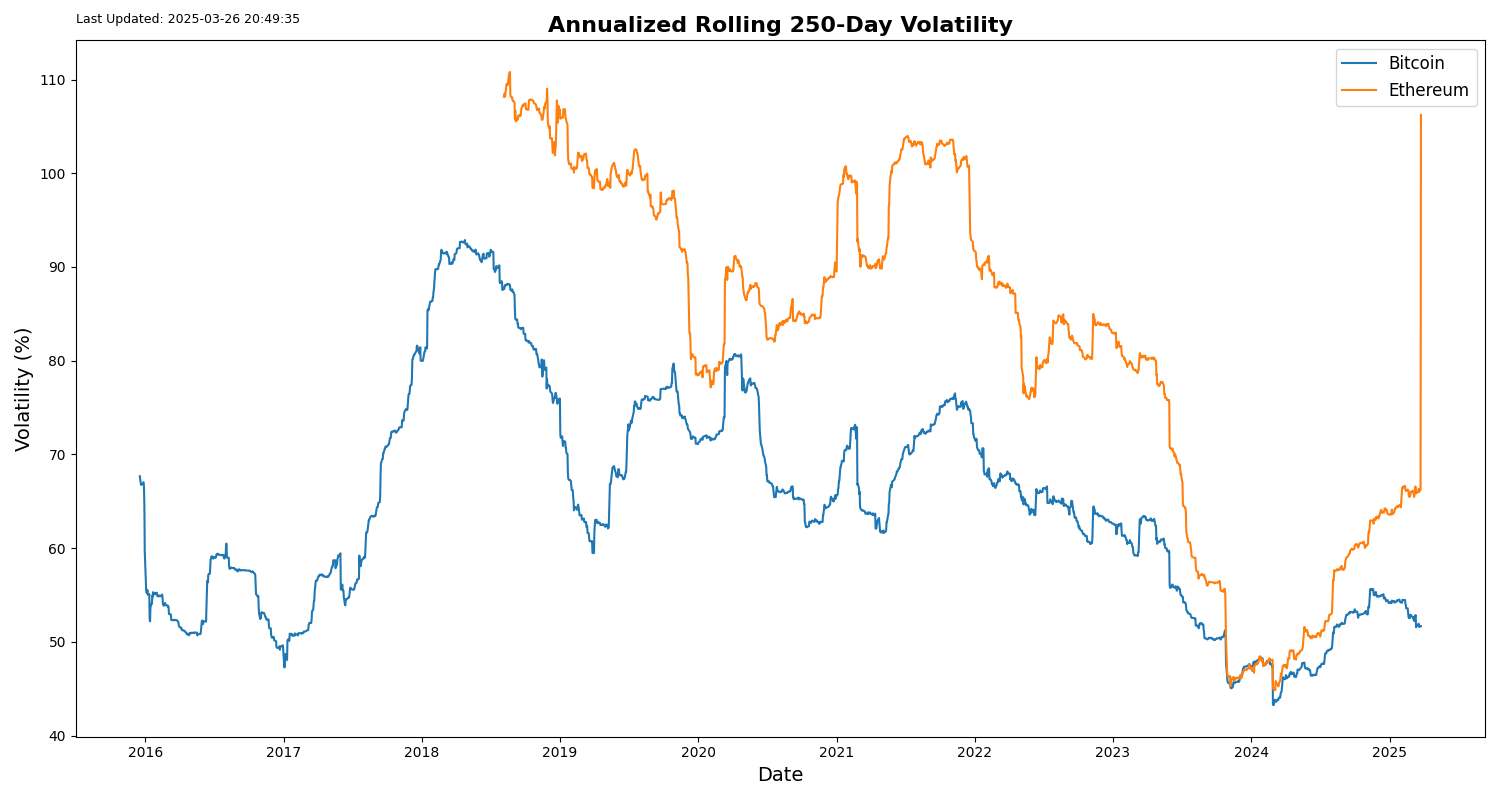 Last Updated: 2025-03-26 20:49:35
Annualized Rolling 250-Day Volatility
Bitcoin
Ethereum
Volatility (%)
110
100
90
80
70
60
50
40
2016 2017 2018 2019 2020 2021 2022 2023 2024 2025
Date